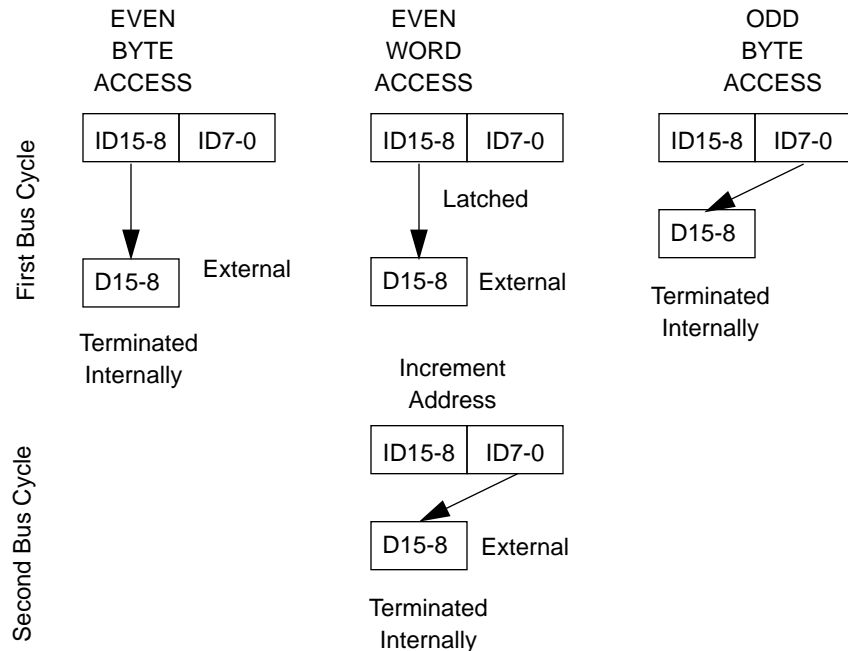 EVEN
BYTE
ACCESS
EVEN
WORD
ACCESS
ODD
BYTE
ACCESS
First Bus Cycle
ID15-8 ID7-0
D15-8
External
Terminated
Internally
ID15-8 ID7-0
Latched
D15-8
External
ID15-8 ID7-0
D15-8
Terminated
Internally
Second Bus Cycle
Increment
Address
ID15-8 ID7-0
D15-8
External
Terminated
Internally